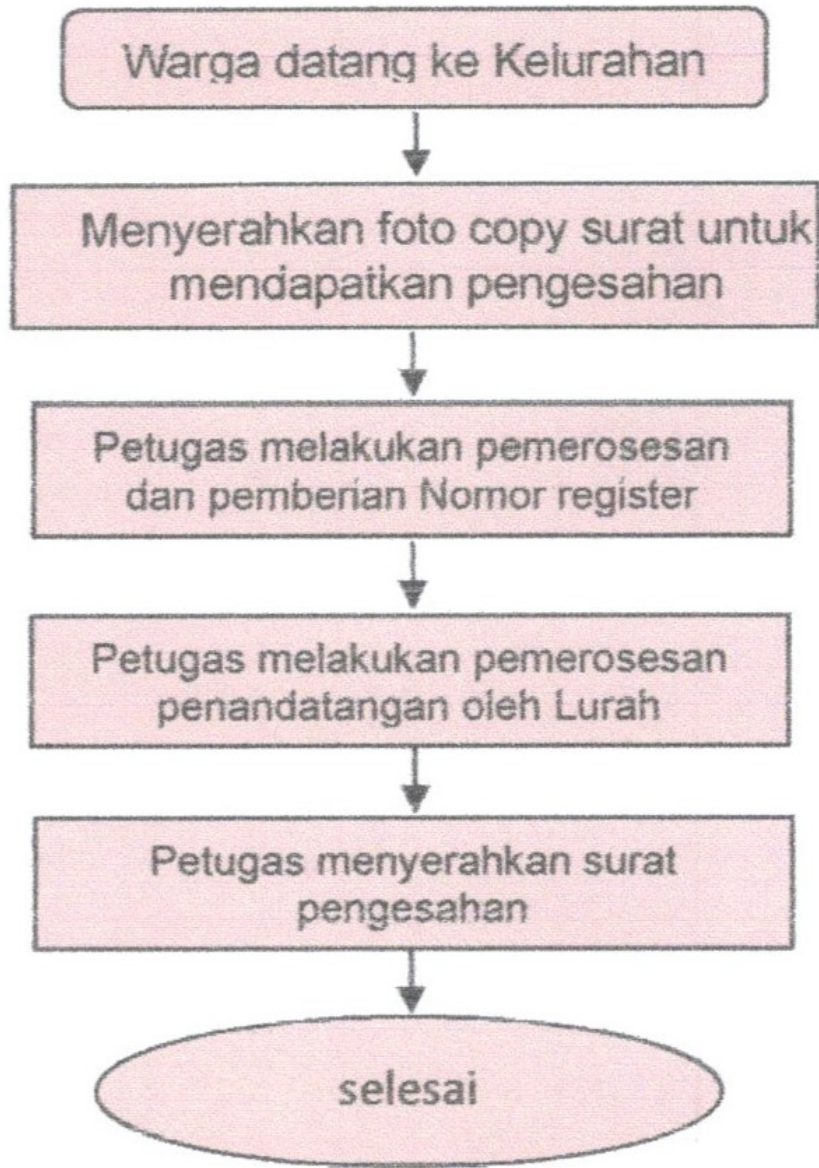 Warga datang ke Kelurahan
Menyerahkan foto copy surat untuk
mendapatkan pengesahan
Petugas melakukan pemerosesan
dan pemberian Nomor register
Petugas melakukan pemerosesan
penandatangan oleh Lurah
Petugas menyerahkan surat
pengesahan
selesai